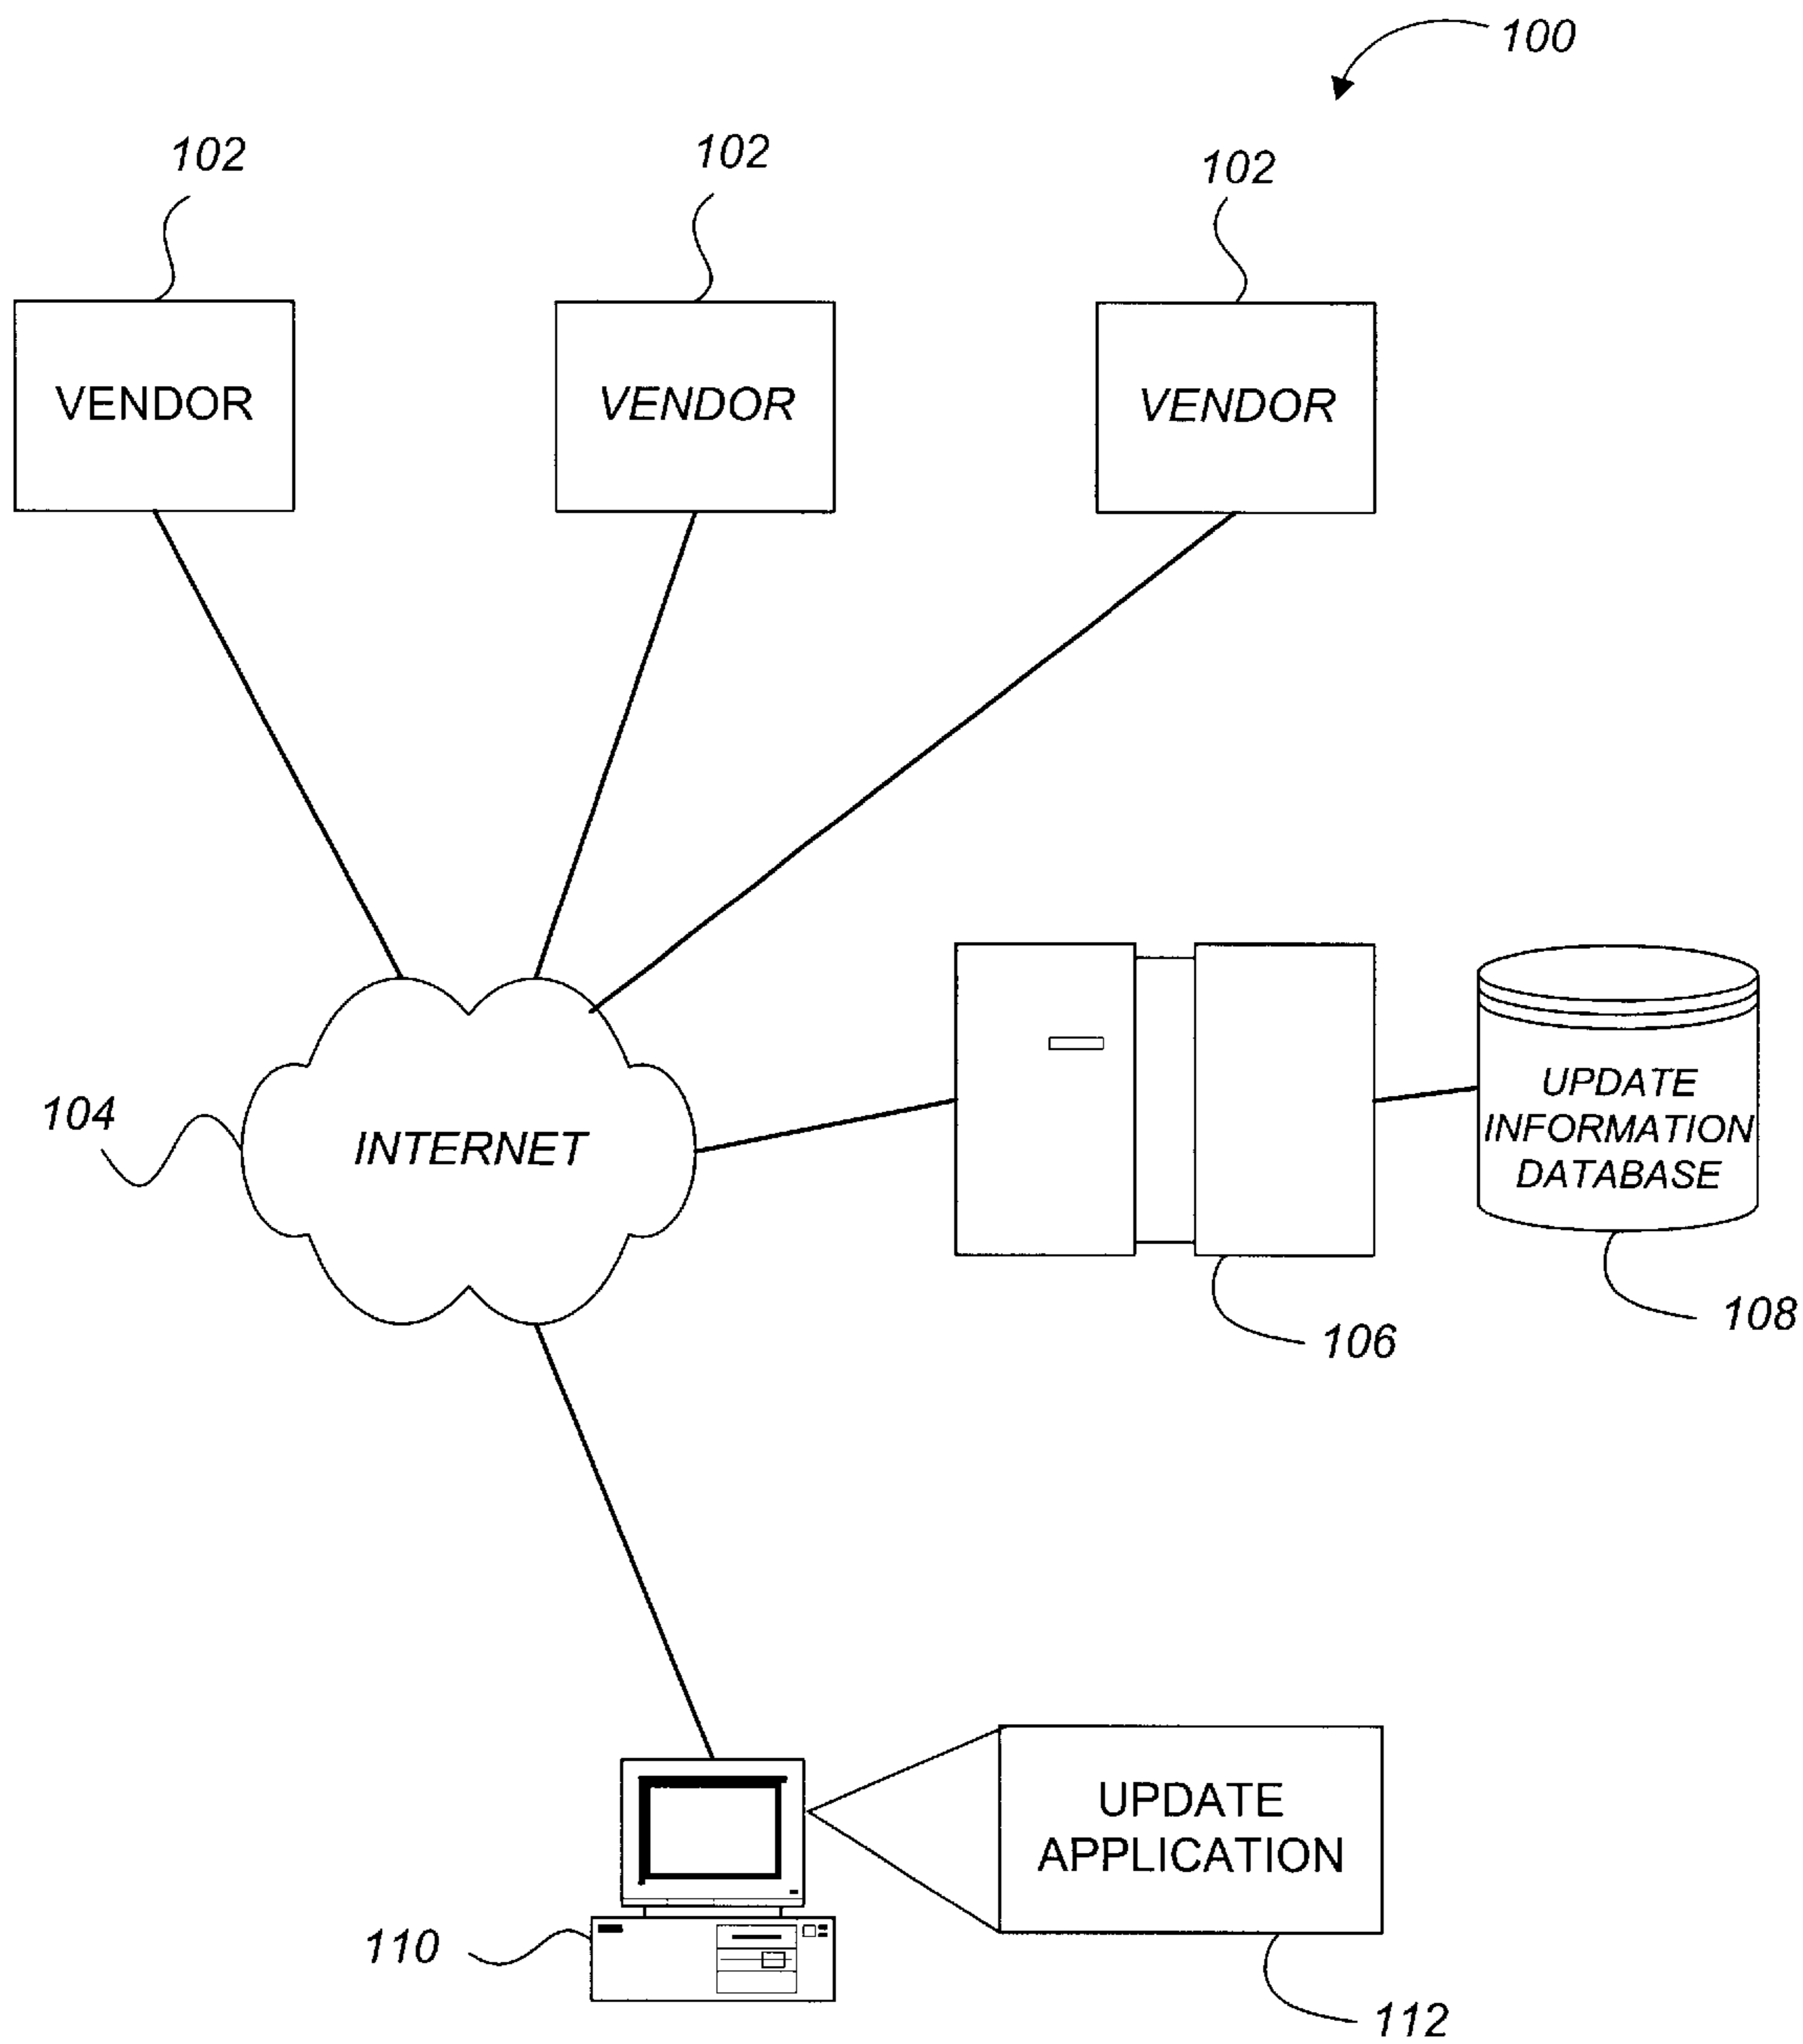 100
102
102
102
VENDOR
VENDOR
VENDOR
104
INTERNET
UPDATE
INFORMATION
DATABASE
106
108
UPDATE
APPLICATION
110
112